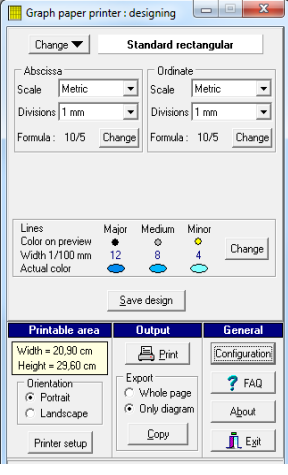 Graph paper printer : designing
Change Standard rectangular
Abscissa
Scale Metric
Divisions 1 mm
Formula : 10/5 Change
Ordinate
Scale Metric
Divisions 1 mm
Formula : 10/5 Change
Lines Major Medium Minor
Color on preview
Width 1/100 mm 12 8 4
Actual color
Change
Save design
Printable area
Width = 20,90 cm
Height = 29,60 cm
Orientation
Portrait
Landscape
Printer setup
Output
Print
Export
Whole page
Only diagram
Copy
General
Configuration
? FAQ
About
Exit